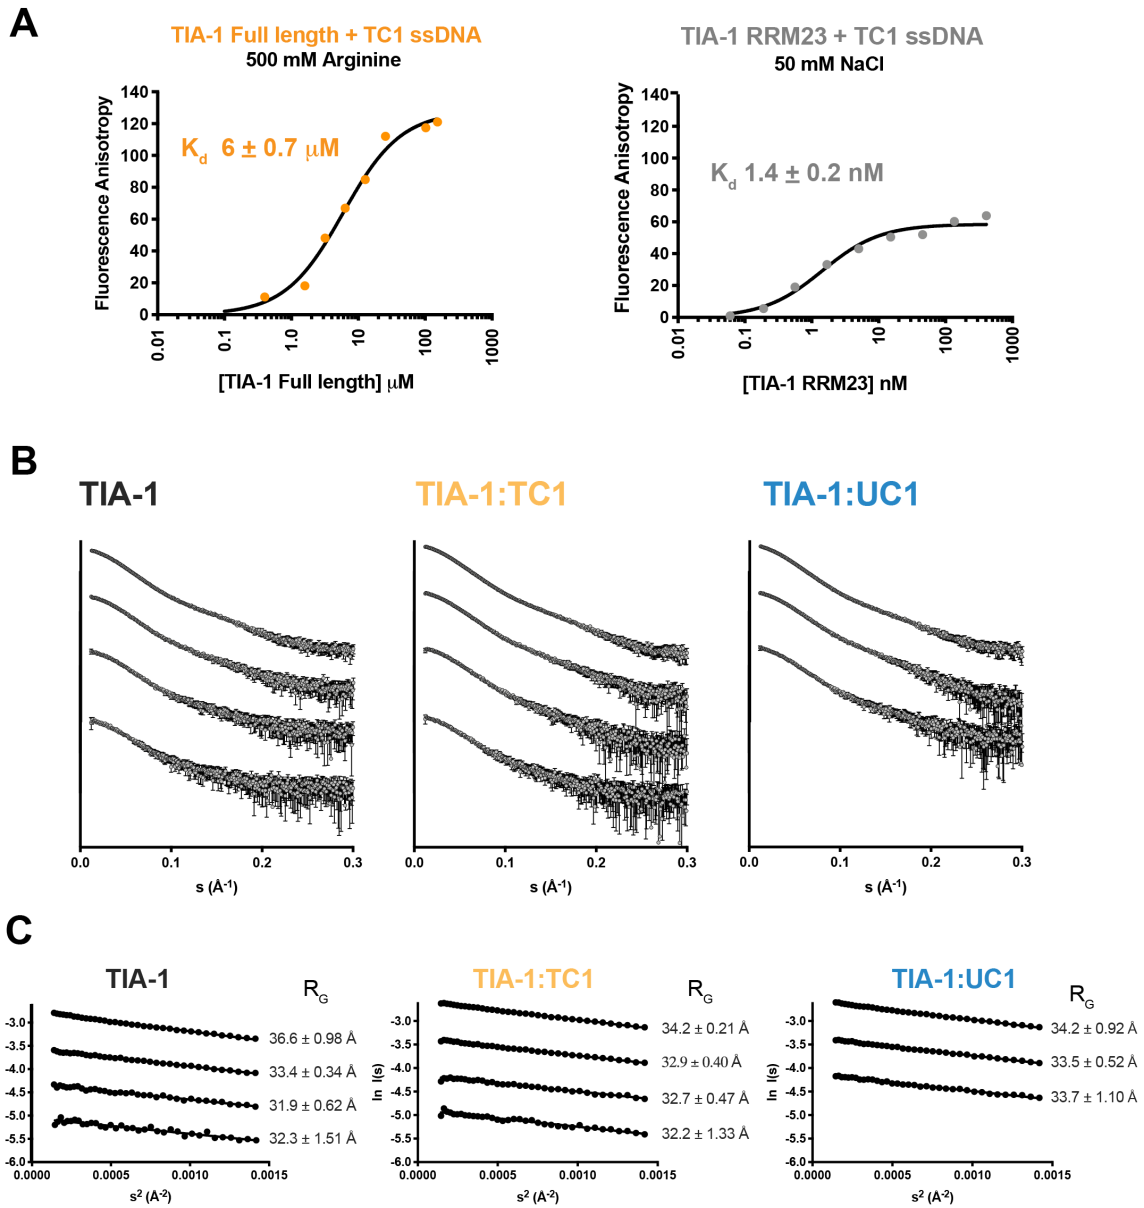 A
TIA-1 Full length + TC1 ssDNA
500 mM Arginine
TIA-1 RRM23 + TC1 ssDNA
50 mM NaCl
Fluorescence Anisotropy
140
120
100
80
60
40
20
0
Kd 6 ± 0.7 μM
0.01
0.1
1.0
10
100
1000
[TIA-1 Full length] μM
Fluorescence Anisotropy
140
120
100
80
60
40
20
0
Kd 1.4 ± 0.2 nM
0.01
0.1
1
10
100
1000
[TIA-1 RRM23] nM
B
TIA-1
TIA-1:TC1
TIA-1:UC1
0.0 0.1 0.2 0.3
s (Å-1)
0.0 0.1 0.2 0.3
s (Å-1)
0.0 0.1 0.2 0.3
s (Å-1)
C
TIA-1
RG
-3.0
-3.5
-4.0
-4.5
-5.0
-5.5
-6.0
36.6 ± 0.98 Å
33.4 ± 0.34 Å
31.9 ± 0.62 Å
32.3 ± 1.51 Å
0.0000 0.0005 0.0010 0.0015
s2 (Å-2)
TIA-1:TC1
RG
ln I(s)
-3.0
-3.5
-4.0
-4.5
-5.0
-5.5
-6.0
34.2 ± 0.21 Å
32.9 ± 0.40 Å
32.7 ± 0.47 Å
32.2 ± 1.33 Å
0.0000 0.0005 0.0010 0.0015
s2 (Å-2)
TIA-1:UC1
RG
ln I(s)
-3.0
-3.5
-4.0
-4.5
-5.0
-5.5
-6.0
34.2 ± 0.92 Å
33.5 ± 0.52 Å
33.7 ± 1.10 Å
0.0000 0.0005 0.0010 0.0015
s2 (Å-2)